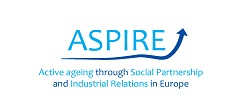 ASPIRE
Active ageing through Social Partnership
and Industrial Relations in Europe